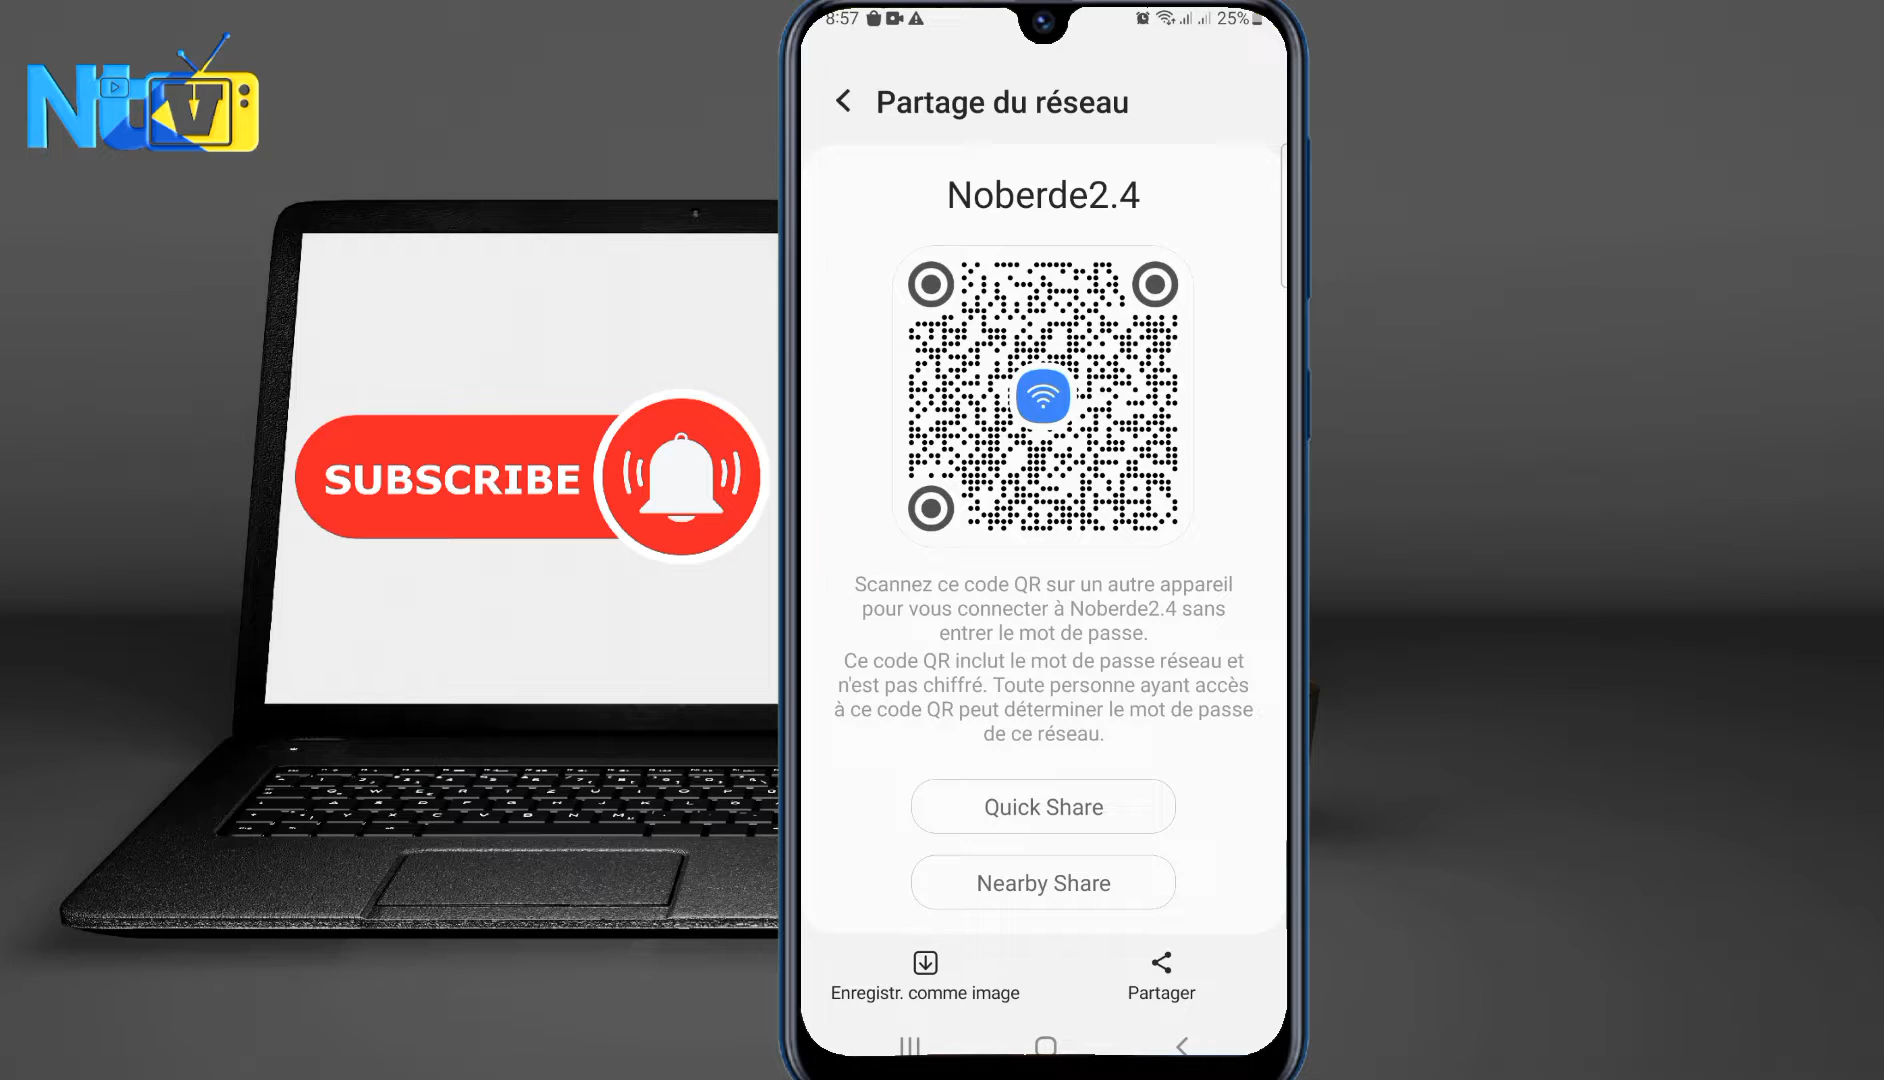 NtV
SUBSCRIBE
8:57
25%
Partage du réseau
Noberde2.4
Scannez ce code QR sur un autre appareil
pour vous connecter à Noberde2.4 sans
entrer le mot de passe.
Ce code QR inclut le mot de passe réseau et
n'est pas chiffré. Toute personne ayant accès
à ce code QR peut déterminer le mot de passe
de ce réseau.
Quick Share
Nearby Share
Enregistr. comme image
Partager